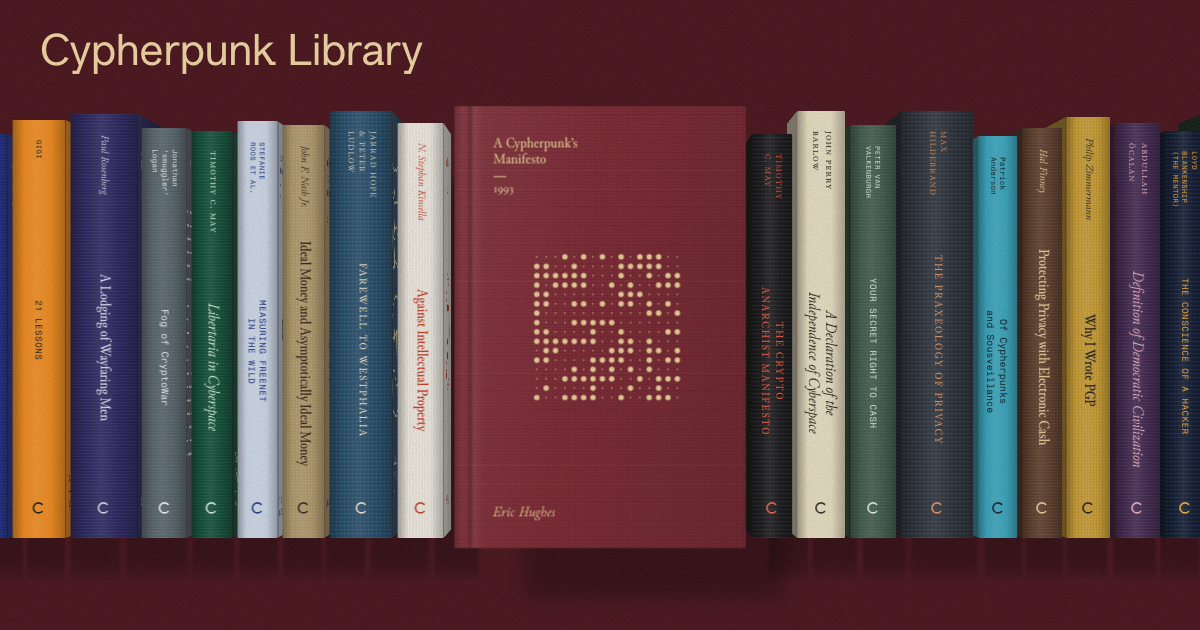 Cypherpunk Library
GIGI
21 LESSONS
C
Paul Rosenberg
A Lodging of Wayfaring Men
C
Jonathan
'smuggler'
Logan
Fog of CryptoWar
C
TIMOTHY C. MAY
Libertaria in Cyberspace
C
STEFANIE
ROOS ET AL.
MEASURING FREENET
IN THE WILD
C
John F. Nash Jr.
Ideal Money and Asymptotically Ideal Money
C
JARRAD HOPE
& PETER
LUDLOW
FAREWELL TO WESTPHALIA
C
N. Stephan Kinsella
Against Intellectual Property
C
A Cypherpunk's
Manifesto
—
1993
Eric Hughes
TIMOTHY
C. MAY
THE CRYPTO
ANARCHIST MANIFESTO
C
JOHN PERRY
BARLOW
A Declaration of the
Independence of Cyberspace
C
PETER VAN
VALKENBURGH
YOUR SECRET RIGHT TO CASH
C
MAX
HILDEBRAND
THE PRAXEOLOGY OF PRIVACY
C
Patrick
Anderson
Of Cypherpunks
and Sousveillance
C
Hal Finney
Protecting Privacy with Electronic Cash
C
Philip Zimmermann
Why I Wrote PGP
C
ABDULLAH
ÖCALAN
Definition of Democratic Civilization
C
LOYD
BLANKENSHIP
(THE MENTOR)
THE CONSCIENCE OF A HACKER
C